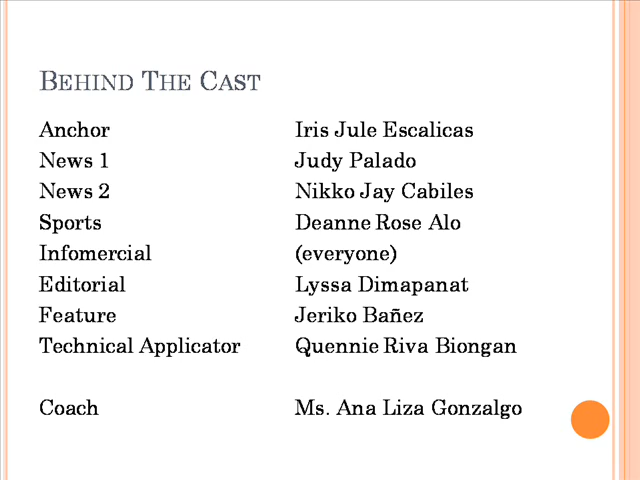 BEHIND THE CAST
Anchor Iris Jule Escalicas
News 1 Judy Palado
News 2 Nikko Jay Cabiles
Sports Deanne Rose Alo
Infomercial (everyone)
Editorial Lyssa Dimapanat
Feature Jeriko Bañez
Technical Applicator Quennie Riva Biongan
Coach Ms. Ana Liza Gonzalgo